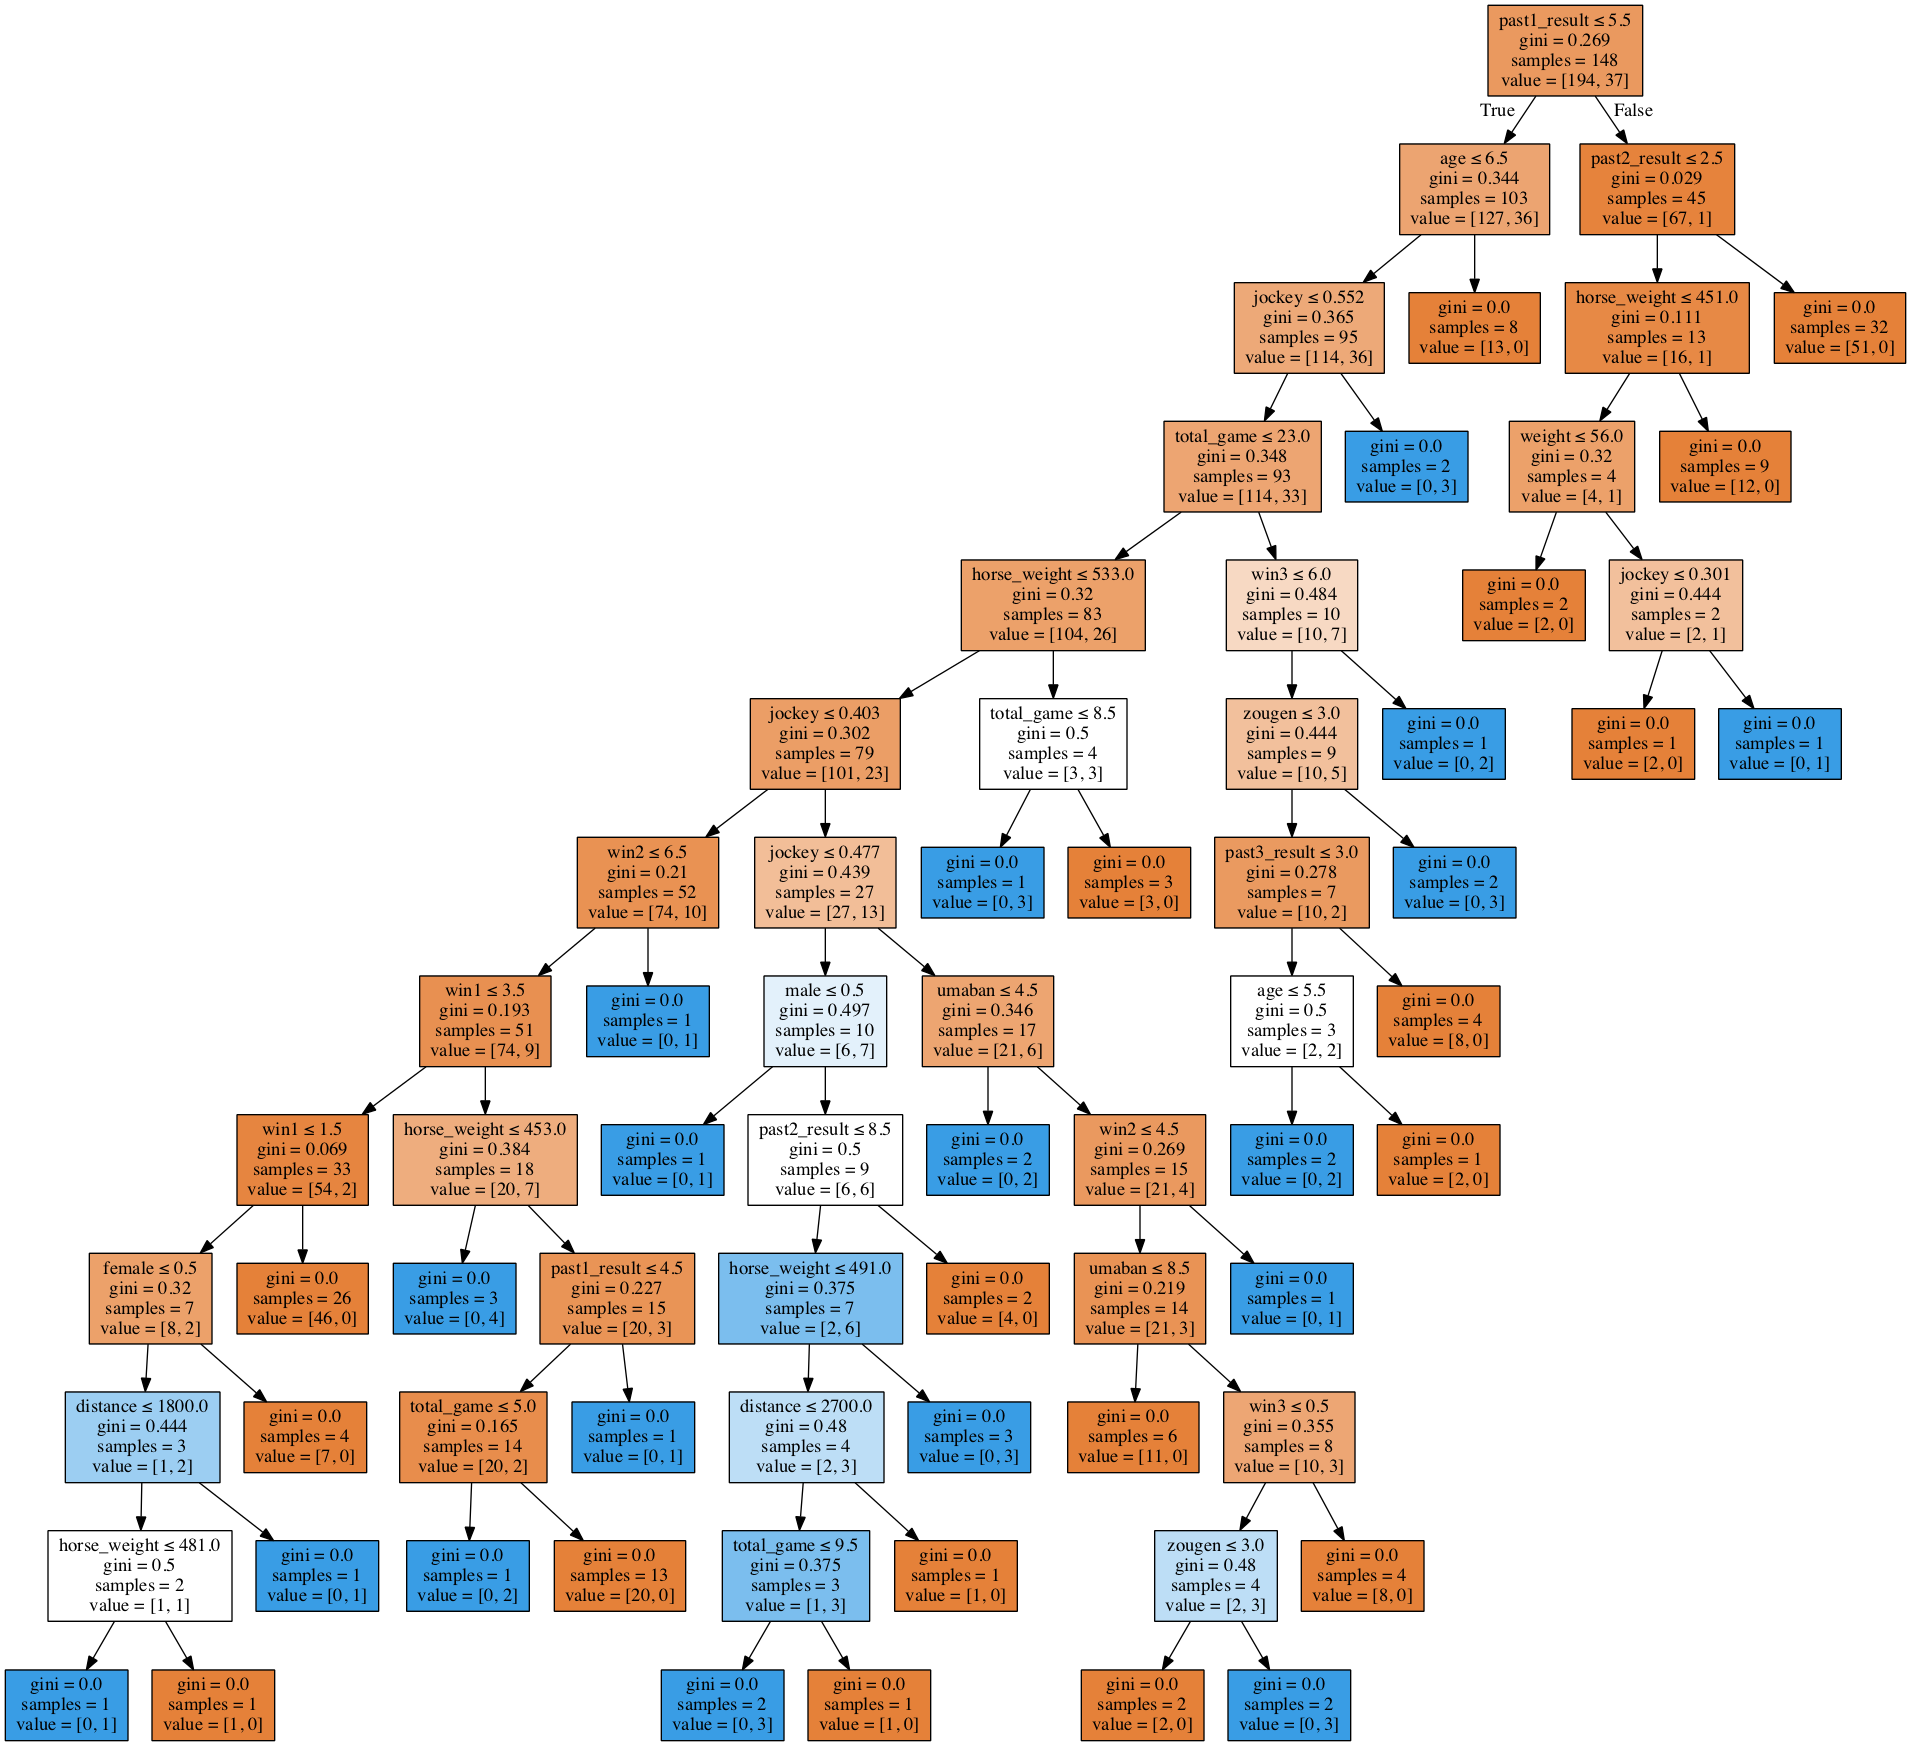 past1_result ≤ 5.5
gini = 0.269
samples = 148
value = [194, 37]
True
False
age ≤ 6.5
gini = 0.344
samples = 103
value = [127, 36]
past2_result ≤ 2.5
gini = 0.029
samples = 45
value = [67, 1]
jockey ≤ 0.552
gini = 0.365
samples = 95
value = [114, 36]
gini = 0.0
samples = 8
value = [13, 0]
horse_weight ≤ 451.0
gini = 0.111
samples = 13
value = [16, 1]
gini = 0.0
samples = 32
value = [51, 0]
total_game ≤ 23.0
gini = 0.348
samples = 93
value = [114, 33]
gini = 0.0
samples = 2
value = [0, 3]
weight ≤ 56.0
gini = 0.32
samples = 4
value = [4, 1]
gini = 0.0
samples = 9
value = [12, 0]
horse_weight ≤ 533.0
gini = 0.32
samples = 83
value = [104, 26]
win3 ≤ 6.0
gini = 0.484
samples = 10
value = [10, 7]
gini = 0.0
samples = 2
value = [2, 0]
jockey ≤ 0.301
gini = 0.444
samples = 2
value = [2, 1]
jockey ≤ 0.403
gini = 0.302
samples = 79
value = [101, 23]
total_game ≤ 8.5
gini = 0.5
samples = 4
value = [3, 3]
zougen ≤ 3.0
gini = 0.444
samples = 9
value = [10, 5]
gini = 0.0
samples = 1
value = [0, 2]
gini = 0.0
samples = 1
value = [2, 0]
gini = 0.0
samples = 1
value = [0, 1]
win2 ≤ 6.5
gini = 0.21
samples = 52
value = [74, 10]
jockey ≤ 0.477
gini = 0.439
samples = 27
value = [27, 13]
gini = 0.0
samples = 1
value = [0, 3]
gini = 0.0
samples = 3
value = [3, 0]
past3_result ≤ 3.0
gini = 0.278
samples = 7
value = [10, 2]
gini = 0.0
samples = 2
value = [0, 3]
win1 ≤ 3.5
gini = 0.193
samples = 51
value = [74, 9]
gini = 0.0
samples = 1
value = [0, 1]
male ≤ 0.5
gini = 0.497
samples = 10
value = [6, 7]
umaban ≤ 4.5
gini = 0.346
samples = 17
value = [21, 6]
age ≤ 5.5
gini = 0.5
samples = 3
value = [2, 2]
gini = 0.0
samples = 4
value = [8, 0]
win1 ≤ 1.5
gini = 0.069
samples = 33
value = [54, 2]
horse_weight ≤ 453.0
gini = 0.384
samples = 18
value = [20, 7]
gini = 0.0
samples = 1
value = [0, 1]
past2_result ≤ 8.5
gini = 0.5
samples = 9
value = [6, 6]
gini = 0.0
samples = 2
value = [0, 2]
win2 ≤ 4.5
gini = 0.269
samples = 15
value = [21, 4]
gini = 0.0
samples = 2
value = [0, 2]
gini = 0.0
samples = 1
value = [2, 0]
female ≤ 0.5
gini = 0.32
samples = 7
value = [8, 2]
gini = 0.0
samples = 26
value = [46, 0]
gini = 0.0
samples = 3
value = [0, 4]
past1_result ≤ 4.5
gini = 0.227
samples = 15
value = [20, 3]
horse_weight ≤ 491.0
gini = 0.375
samples = 7
value = [2, 6]
gini = 0.0
samples = 2
value = [4, 0]
umaban ≤ 8.5
gini = 0.219
samples = 14
value = [21, 3]
gini = 0.0
samples = 1
value = [0, 1]
distance ≤ 1800.0
gini = 0.444
samples = 3
value = [1, 2]
gini = 0.0
samples = 4
value = [7, 0]
total_game ≤ 5.0
gini = 0.165
samples = 14
value = [20, 2]
gini = 0.0
samples = 1
value = [0, 1]
distance ≤ 2700.0
gini = 0.48
samples = 4
value = [2, 3]
gini = 0.0
samples = 3
value = [0, 3]
gini = 0.0
samples = 6
value = [11, 0]
win3 ≤ 0.5
gini = 0.355
samples = 8
value = [10, 3]
horse_weight ≤ 481.0
gini = 0.5
samples = 2
value = [1, 1]
gini = 0.0
samples = 1
value = [0, 1]
gini = 0.0
samples = 1
value = [0, 2]
gini = 0.0
samples = 13
value = [20, 0]
total_game ≤ 9.5
gini = 0.375
samples = 3
value = [1, 3]
gini = 0.0
samples = 1
value = [1, 0]
zougen ≤ 3.0
gini = 0.48
samples = 4
value = [2, 3]
gini = 0.0
samples = 4
value = [8, 0]
gini = 0.0
samples = 1
value = [0, 1]
gini = 0.0
samples = 1
value = [1, 0]
gini = 0.0
samples = 2
value = [0, 3]
gini = 0.0
samples = 1
value = [1, 0]
gini = 0.0
samples = 2
value = [2, 0]
gini = 0.0
samples = 2
value = [0, 3]